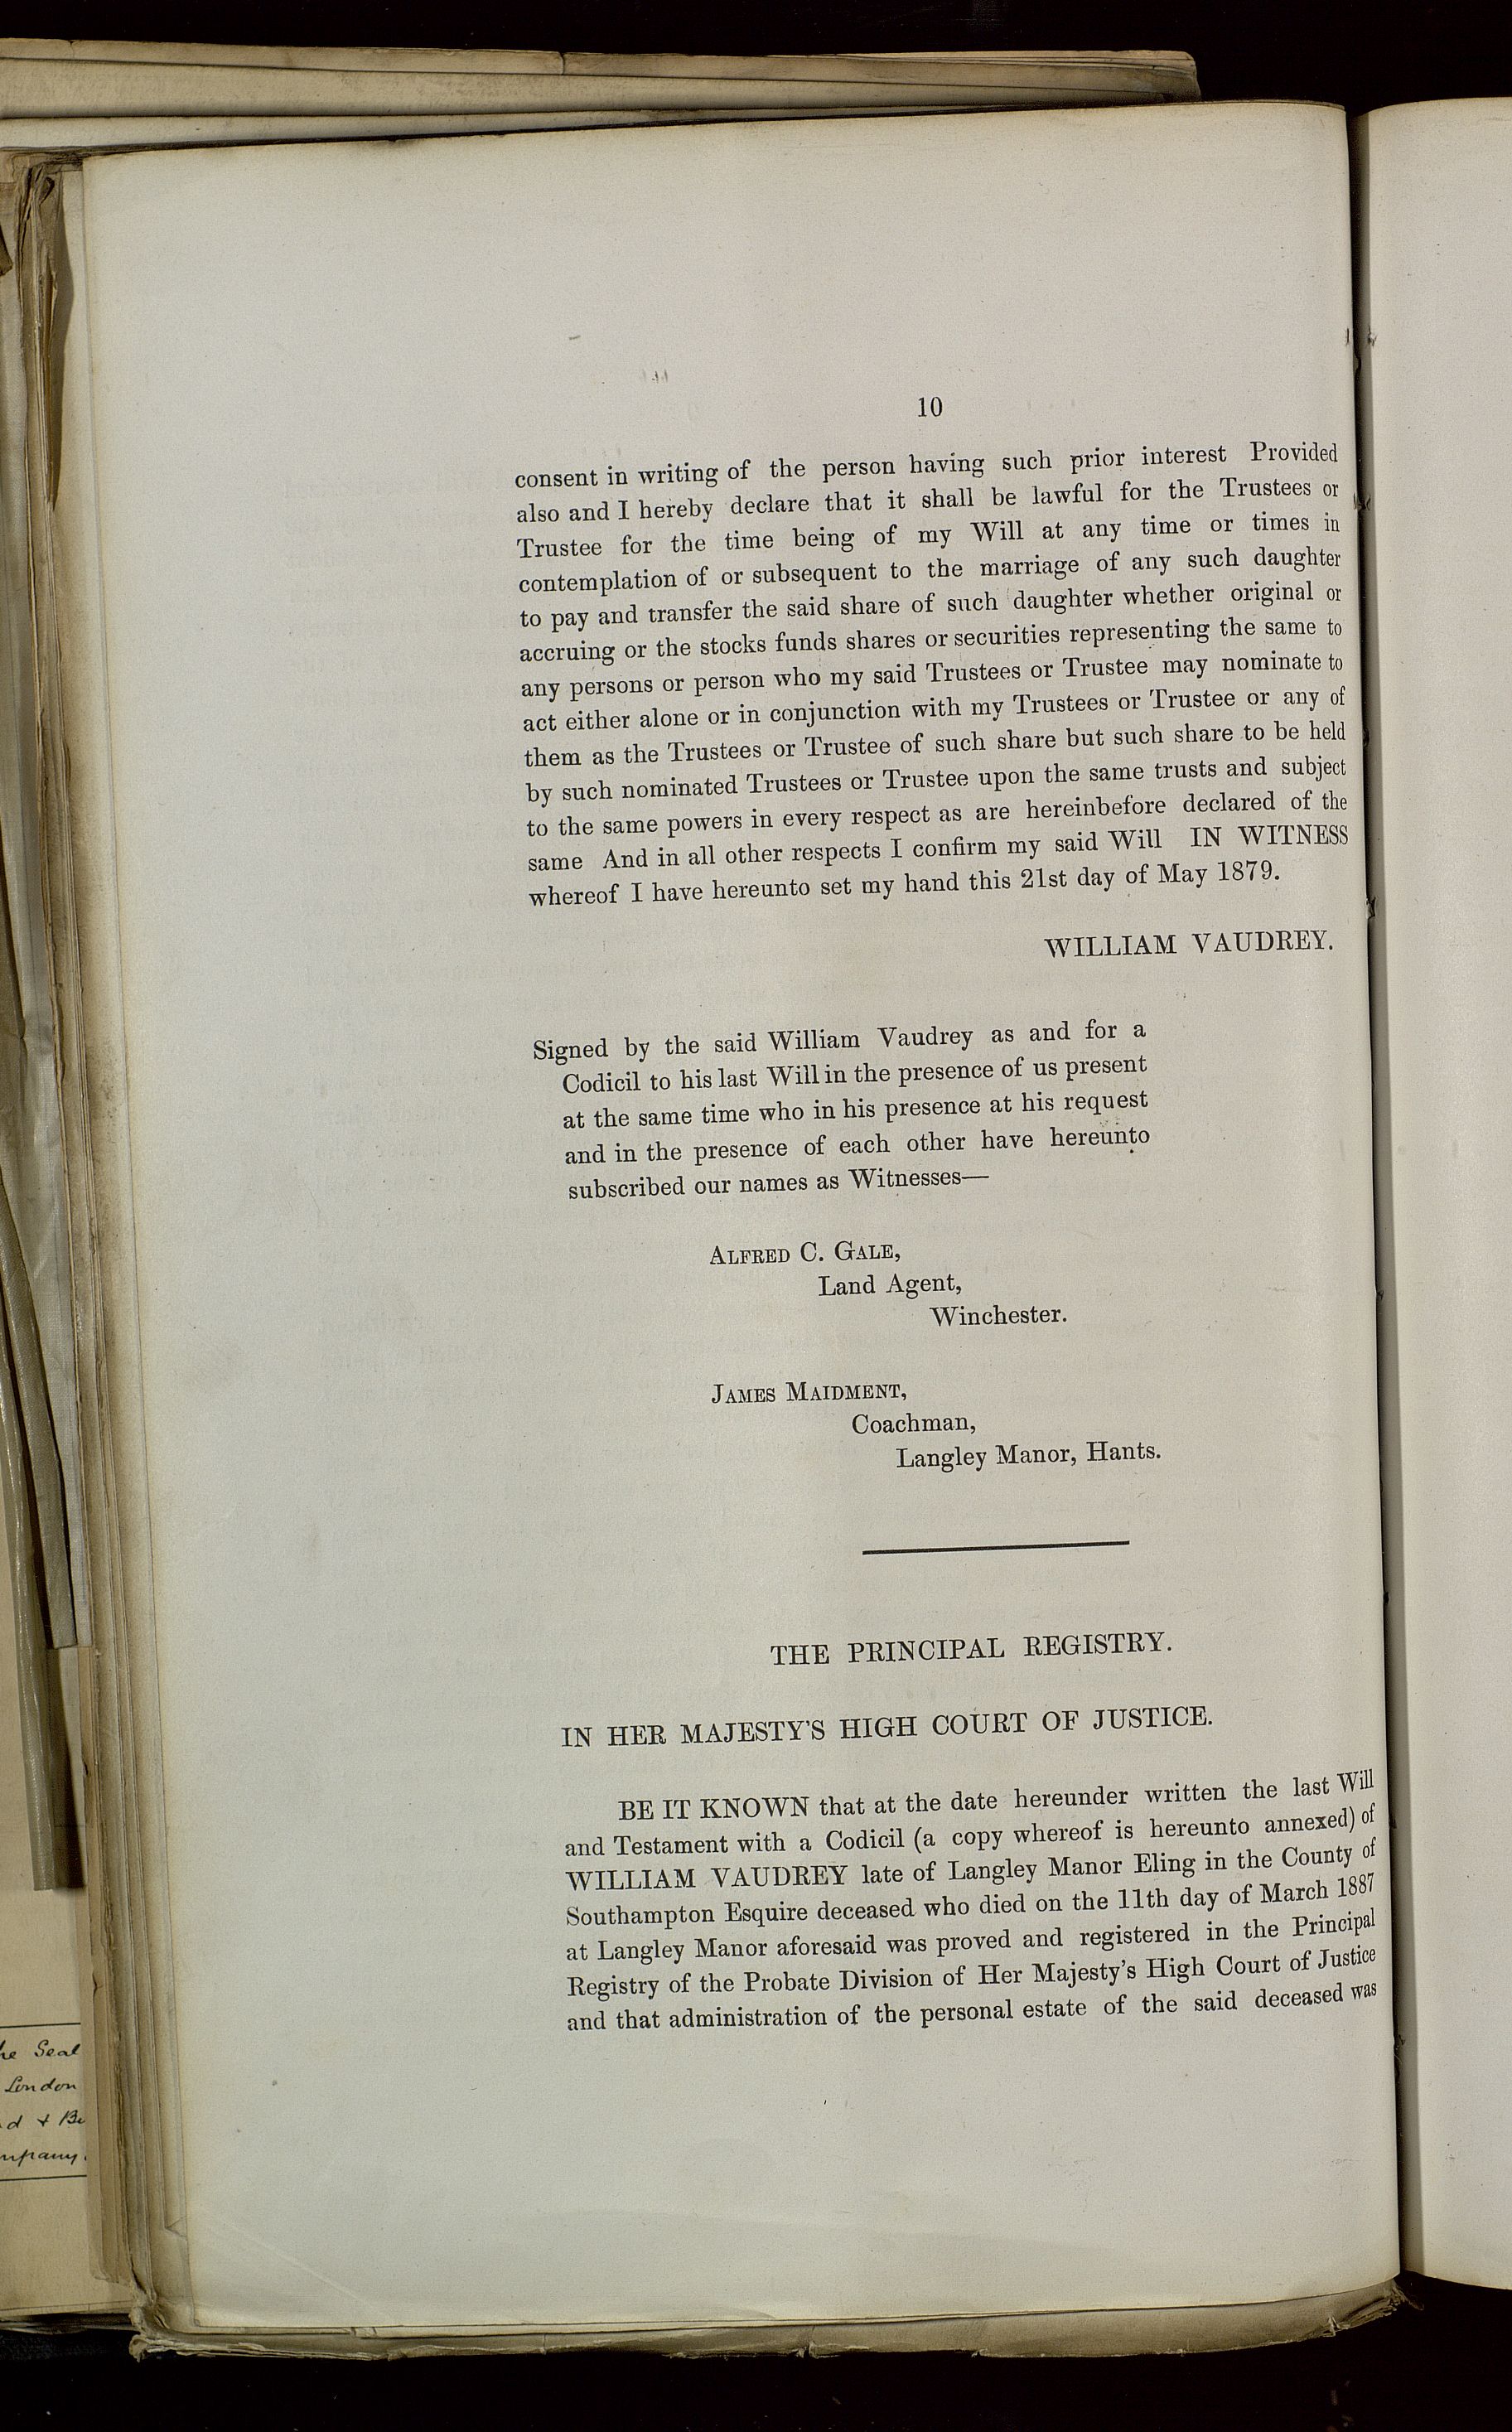 10
consent in writing of the person having such prior interest Provided
also and I hereby declare that it shall be lawful for the Trustees or
Trustee for the time being of my Will at any time or times in
contemplation of or subsequent to the marriage of any such daughter
to pay and transfer the said share of such daughter whether original or
accruing or the stocks funds shares or securities representing the same to
any persons or person who my said Trustees or Trustee may nominate to
act either alone or in conjunction with my Trustees or Trustee or any of
them as the Trustees or Trustee of such share but such share to be held
by such nominated Trustees or Trustee upon the same trusts and subject
to the same powers in every respect as are hereinbefore declared of the
same And in all other respects I confirm my said Will IN WITNESS
whereof I have hereunto set my hand this 21st day of May 1879.
WILLIAM VAUDREY.
Signed by the said William Vaudrey as and for a
Codicil to his last Will in the presence of us present
at the same time who in his presence at his request
and in the presence of each other have hereunto
subscribed our names as Witnesses—
ALFRED C. GALE,
Land Agent,
Winchester.
JAMES MAIDMENT,
Coachman,
Langley Manor, Hants.
THE PRINCIPAL REGISTRY.
IN HER MAJESTY'S HIGH COURT OF JUSTICE.
BE IT KNOWN that at the date hereunder written the last Will
and Testament with a Codicil (a copy whereof is hereunto annexed) of
WILLIAM VAUDREY late of Langley Manor Eling in the County of
Southampton Esquire deceased who died on the 11th day of March 1887
at Langley Manor aforesaid was proved and registered in the Principal
Registry of the Probate Division of Her Majesty's High Court of Justice
and that administration of the personal estate of the said deceased was
Seal
London